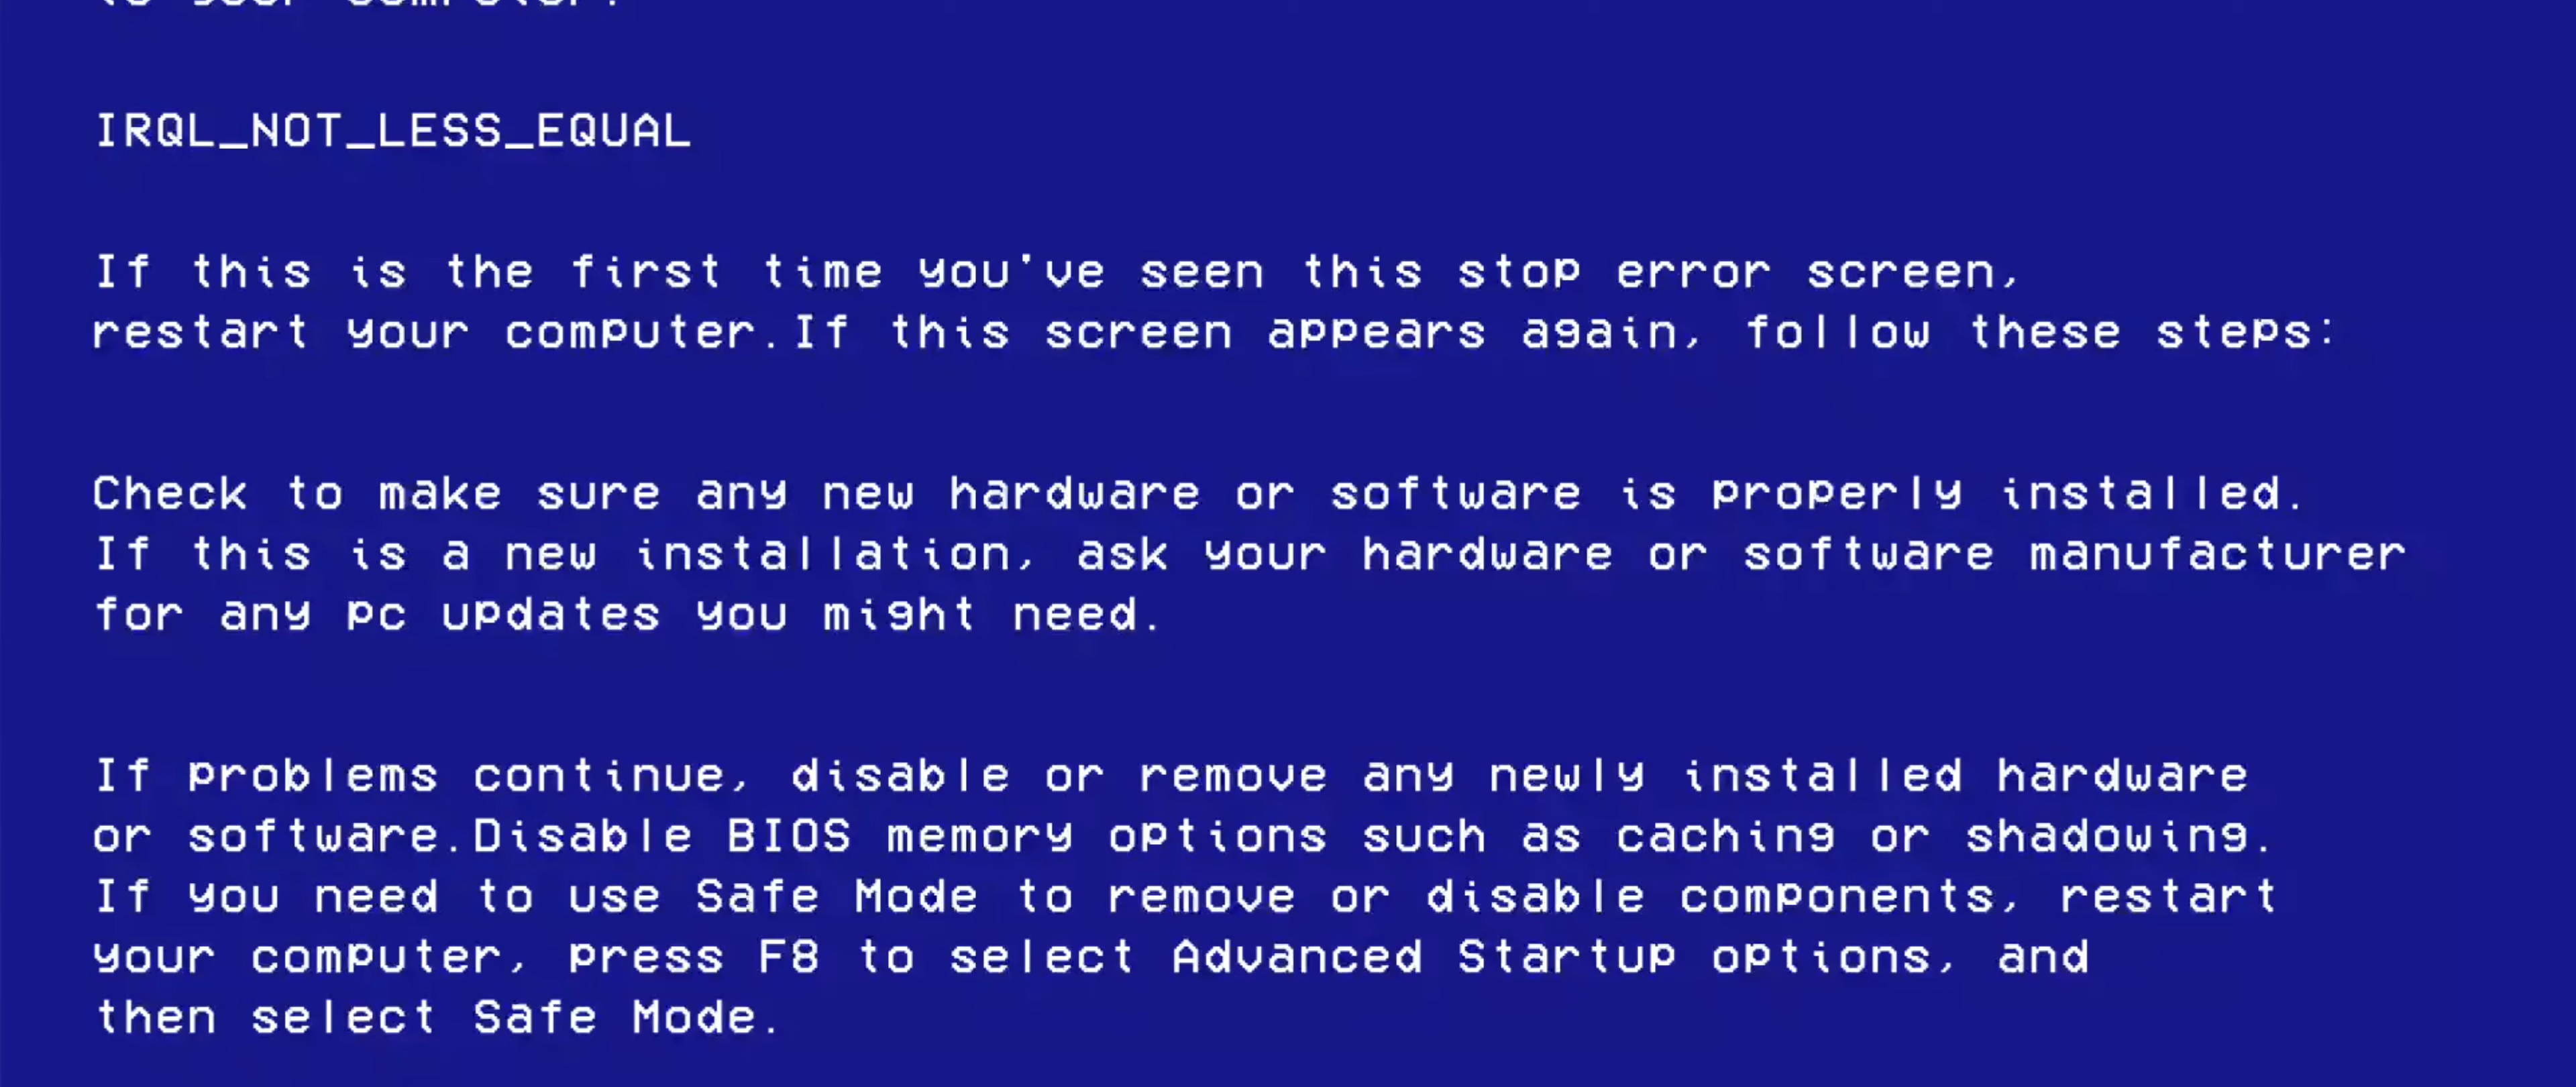 to your computer.
IRQL_NOT_LESS_EQUAL
If this is the first time you've seen this stop error screen,
restart your computer.If this screen appears again, follow these steps:
Check to make sure any new hardware or software is properly installed.
If this is a new installation, ask your hardware or software manufacturer
for any pc updates you might need.
If problems continue, disable or remove any newly installed hardware
or software.Disable BIOS memory options such as caching or shadowing.
If you need to use Safe Mode to remove or disable components, restart
your computer, press F8 to select Advanced Startup options, and
then select Safe Mode.